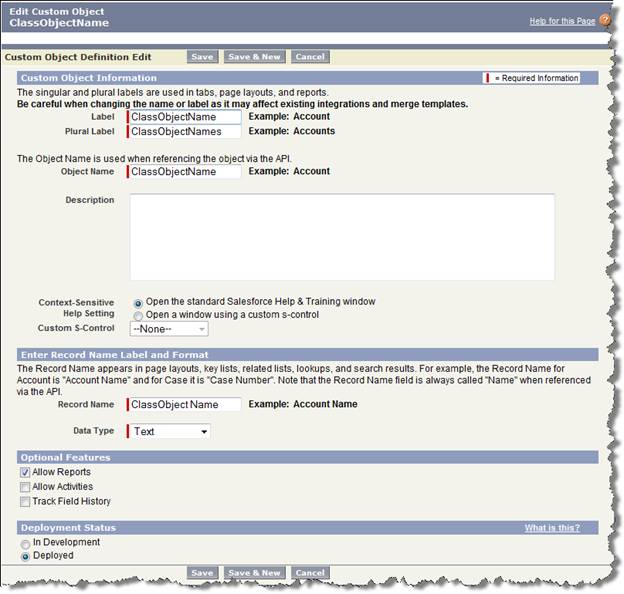 Edit Custom Object
ClassObjectName
Help for this Page ?
Custom Object Definition Edit Save Save & New Cancel
Custom Object Information = Required Information
The singular and plural labels are used in tabs, page layouts, and reports.
Be careful when changing the name or label as it may affect existing integrations and merge templates.
Label ClassObjectName Example: Account
Plural Label ClassObjectNames Example: Accounts
The Object Name is used when referencing the object via the API.
Object Name ClassObjectName Example: Account
Description
Context-Sensitive Open the standard Salesforce Help & Training window
Help Setting Open a window using a custom s-control
Custom S-Control --None--
Enter Record Name Label and Format
The Record Name appears in page layouts, key lists, related lists, lookups, and search results. For example, the Record Name for
Account is "Account Name" and for Case it is "Case Number". Note that the Record Name field is always called "Name" when referenced
via the API.
Record Name ClassObject Name Example: Account Name
Data Type Text
Optional Features
Allow Reports
Allow Activities
Track Field History
Deployment Status What is this?
In Development
Deployed
Save Save & New Cancel